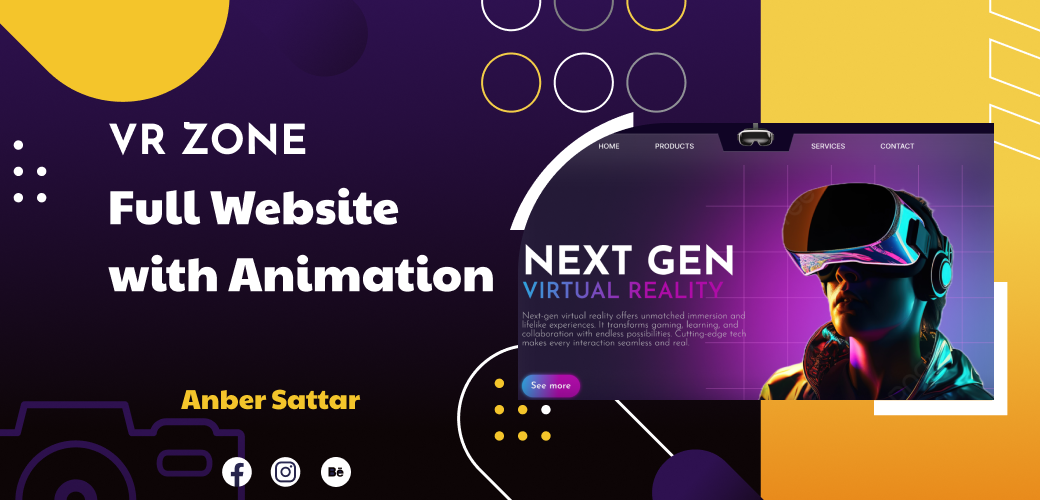 VR ZONE
Full Website
with Animation
Anber Sattar
Bē
HOME PRODUCTS SERVICES CONTACT
NEXT GEN
VIRTUAL REALITY
Next-gen virtual reality offers unmatched immersion and
lifelike experiences. It transforms gaming, learning, and
collaboration with endless possibilities. Cutting-edge tech
makes every interaction seamless and real.
See more